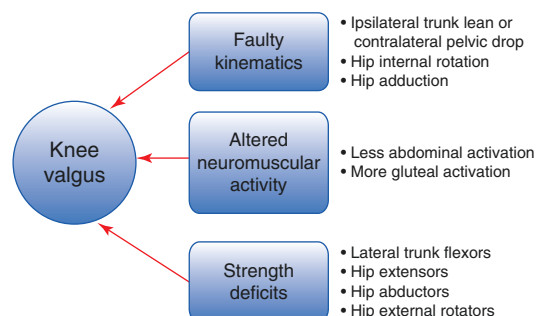 Faulty
kinematics
• Ipsilateral trunk lean or
contralateral pelvic drop
• Hip internal rotation
• Hip adduction
Knee
valgus
Altered
neuromuscular
activity
• Less abdominal activation
• More gluteal activation
Strength
deficits
• Lateral trunk flexors
• Hip extensors
• Hip abductors
• Hip external rotators